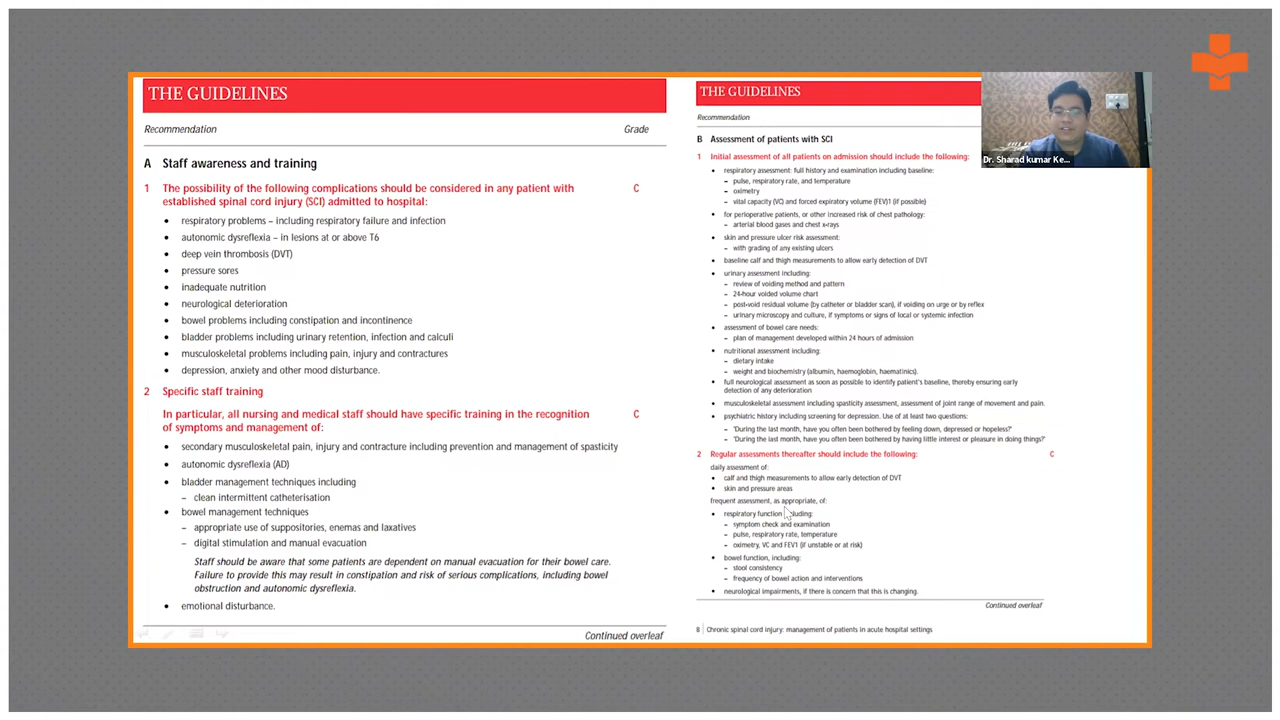 THE GUIDELINES
Recommendation Grade
A Staff awareness and training
1 The possibility of the following complications should be considered in any patient with C
established spinal cord injury (SCI) admitted to hospital:
• respiratory problems – including respiratory failure and infection
• autonomic dysreflexia – in lesions at or above T6
• deep vein thrombosis (DVT)
• pressure sores
• inadequate nutrition
• neurological deterioration
• bowel problems including constipation and incontinence
• bladder problems including urinary retention, infection and calculi
• musculoskeletal problems including pain, injury and contractures
• depression, anxiety and other mood disturbance.
2 Specific staff training
In particular, all nursing and medical staff should have specific training in the recognition C
of symptoms and management of:
• secondary musculoskeletal pain, injury and contracture including prevention and management of spasticity
• autonomic dysreflexia (AD)
• bladder management techniques including
– clean intermittent catheterisation
• bowel management techniques
– appropriate use of suppositories, enemas and laxatives
– digital stimulation and manual evacuation
Staff should be aware that some patients are dependent on manual evacuation for their bowel care.
Failure to provide this may result in constipation and risk of serious complications, including bowel
obstruction and autonomic dysreflexia.
• emotional disturbance.
Continued overleaf
THE GUIDELINES
Recommendation
B Assessment of patients with SCI
1 Initial assessment of all patients on admission should include the following:
• respiratory assessment: full history and examination including baseline:
– pulse, respiratory rate, and temperature
– oximetry
– vital capacity (VC) and forced expiratory volume (FEV)1 (if possible)
• for perioperative patients, or other increased risk of chest pathology:
– arterial blood gases and chest x-rays
• skin and pressure ulcer risk assessment:
– with grading of any existing ulcers
• baseline calf and thigh measurements to allow early detection of DVT
• urinary assessment including:
– review of voiding method and pattern
– 24-hour voided volume chart
– post-void residual volume (by catheter or bladder scan), if voiding on urge or by reflex
– urinary microscopy and culture, if symptoms or signs of local or systemic infection
• assessment of bowel care needs:
– plan of management developed within 24 hours of admission
• nutritional assessment including:
– dietary intake
– weight and biochemistry (albumin, haemoglobin, haematinics).
• full neurological assessment as soon as possible to identify patient's baseline, thereby ensuring early
detection of any deterioration
• musculoskeletal assessment including spasticity assessment, assessment of joint range of movement and pain.
• psychiatric history including screening for depression. Use of at least two questions:
– 'During the last month, have you often been bothered by feeling down, depressed or hopeless?'
– 'During the last month, have you often been bothered by having little interest or pleasure in doing things?'
2 Regular assessments thereafter should include the following: C
daily assessment of:
• calf and thigh measurements to allow early detection of DVT
• skin and pressure areas
frequent assessment, as appropriate, of:
• respiratory function including:
– symptom check and examination
– pulse, respiratory rate, temperature
– oximetry, VC and FEV1 (if unstable or at risk)
• bowel function, including:
– stool consistency
– frequency of bowel action and interventions
• neurological impairments, if there is concern that this is changing.
Continued overleaf
8 Chronic spinal cord injury: management of patients in acute hospital settings
Dr. Sharad kumar Ke...